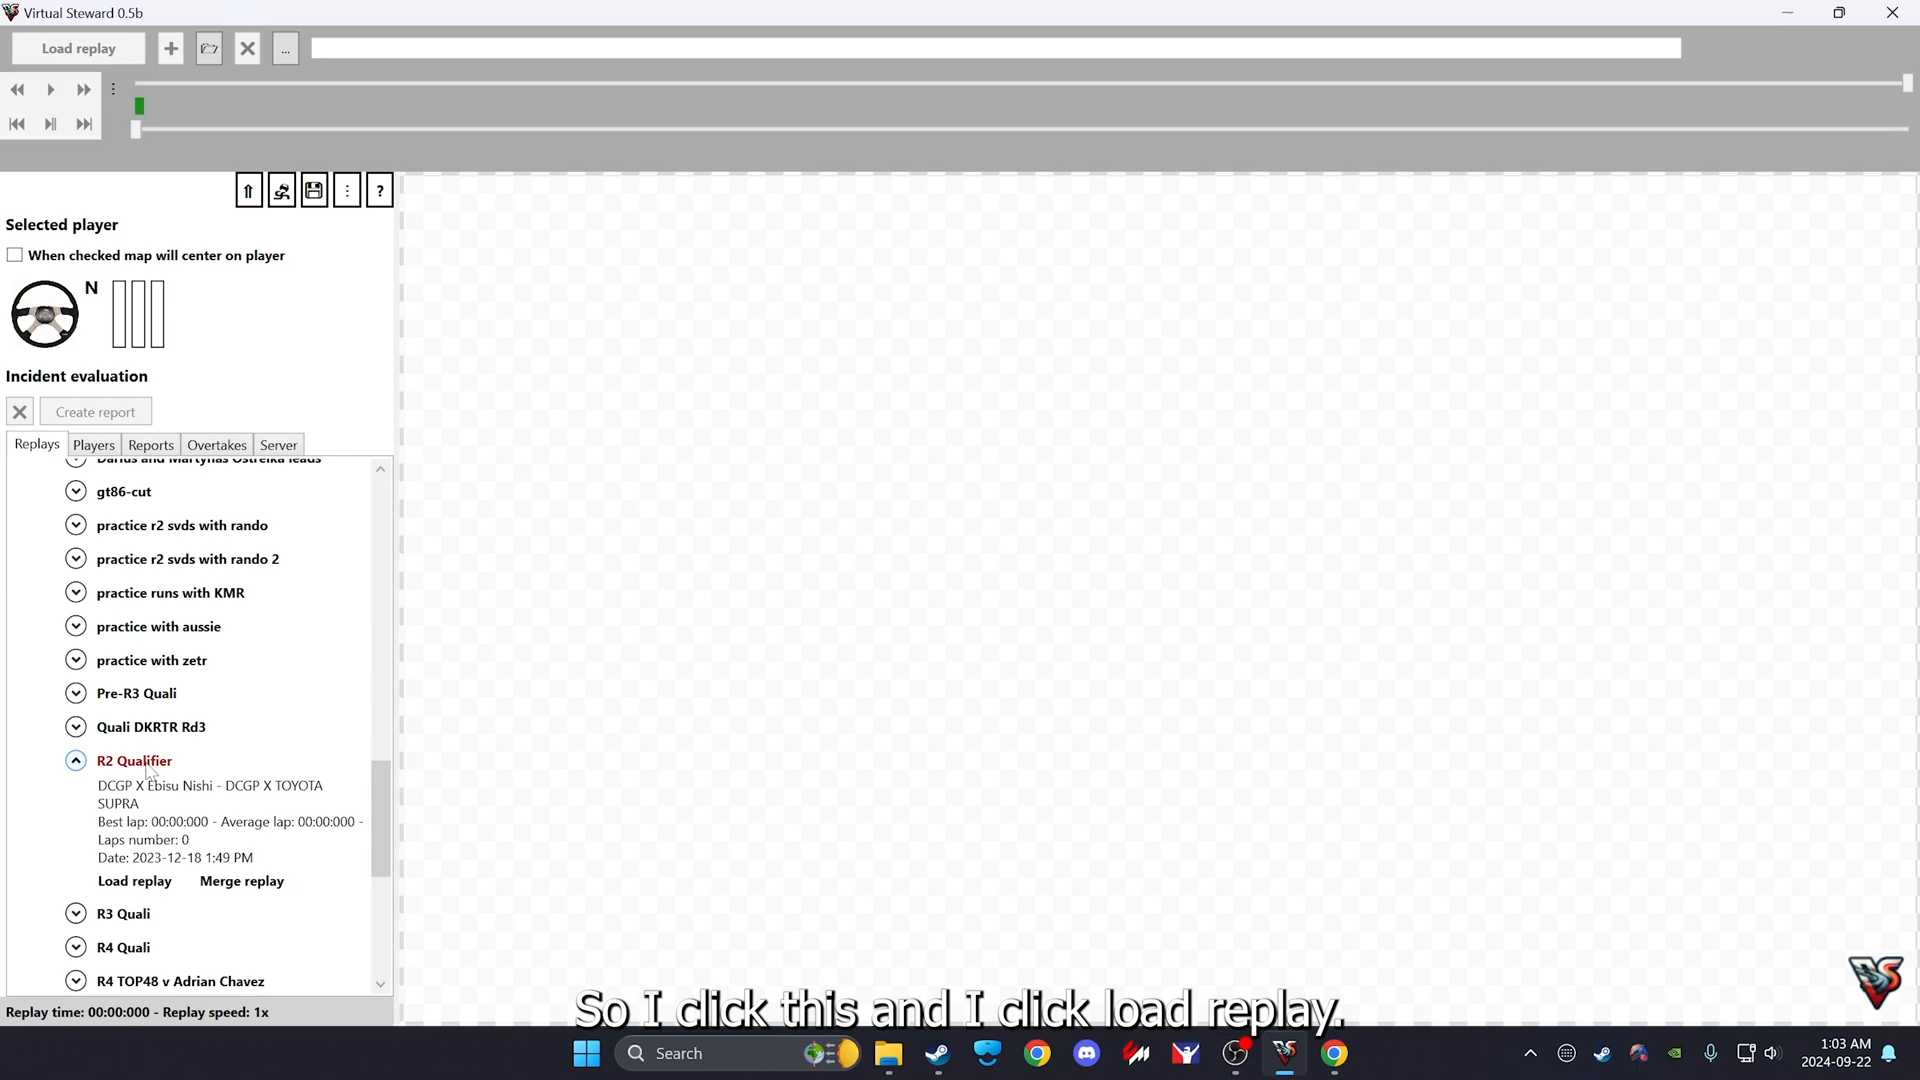 Virtual Steward 0.5b
Load replay
...
Selected player
When checked map will center on player
N
Incident evaluation
Create report
Replays Players Reports Overtakes Server
Darius and Martynas Ostreika leads
gt86-cut
practice r2 svds with rando
practice r2 svds with rando 2
practice runs with KMR
practice with aussie
practice with zetr
Pre-R3 Quali
Quali DKRTR Rd3
R2 Qualifier
DCGP X Ebisu Nishi - DCGP X TOYOTA
SUPRA
Best lap: 00:00:000 - Average lap: 00:00:000 -
Laps number: 0
Date: 2023-12-18 1:49 PM
Load replay Merge replay
R3 Quali
R4 Quali
R4 TOP48 v Adrian Chavez
Replay time: 00:00:000 - Replay speed: 1x
So I click this and I click load replay.
Search
1:03 AM
2024-09-22